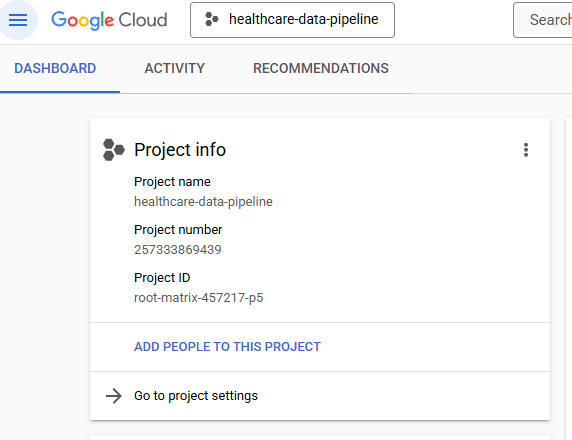 Google Cloud
healthcare-data-pipeline
Search
DASHBOARD
ACTIVITY
RECOMMENDATIONS
Project info
Project name
healthcare-data-pipeline
Project number
257333869439
Project ID
root-matrix-457217-p5
ADD PEOPLE TO THIS PROJECT
Go to project settings